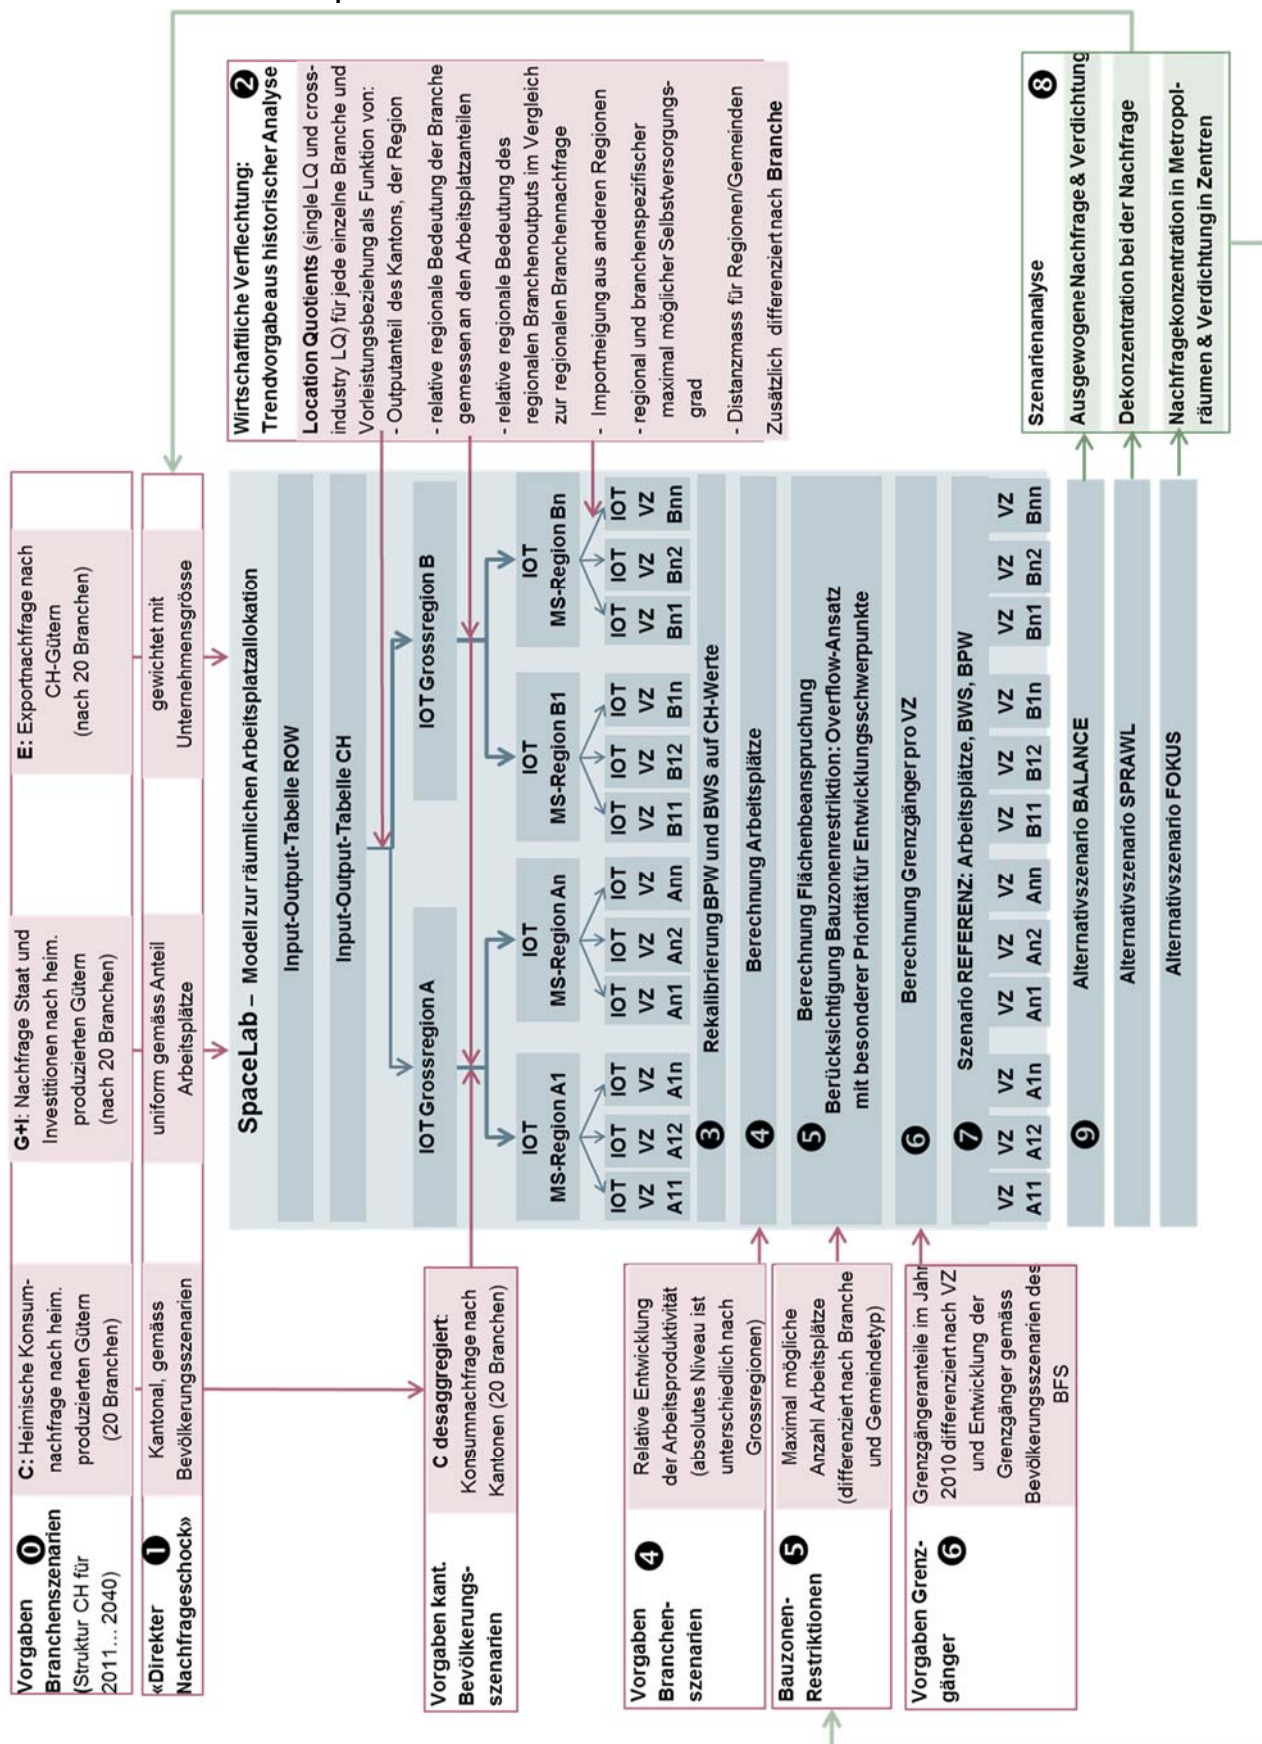 Vorgaben 0
Branchenszenarien
(Struktur CH für
2011... 2040)
C: Heimische Konsum-
nachfrage nach heim.
produzierten Gütern
(20 Branchen)
G+I: Nachfrage Staat und
Investitionen nach heim.
produzierten Gütern
(nach 20 Branchen)
E: Exportnachfrage nach
CH-Gütern
(nach 20 Branchen)
«Direkter 1
Nachfrageschock»
Kantonal, gemäss
Bevölkerungsszenarien
uniform gemäss Anteil
Arbeitsplätze
gewichtet mit
Unternehmensgrösse
Vorgaben kant.
Bevölkerungs-
szenarien
C desaggregiert:
Konsumnachfrage nach
Kantonen (20 Branchen)
SpaceLab – Modell zur räumlichen Arbeitsplatzallokation
Input-Output-Tabelle ROW
Input-Output-Tabelle CH
IOT Grossregion A
IOT Grossregion B
IOT
MS-Region A1
IOT
MS-Region An
IOT
MS-Region B1
IOT
MS-Region Bn
IOT
VZ
A11
IOT
VZ
A12
IOT
VZ
A1n
IOT
VZ
An1
IOT
VZ
An2
IOT
VZ
Ann
IOT
VZ
B11
IOT
VZ
B12
IOT
VZ
B1n
IOT
VZ
Bn1
IOT
VZ
Bn2
IOT
VZ
Bnn
3 Rekalibrierung BPW und BWS auf CH-Werte
4 Berechnung Arbeitsplätze
5 Berechnung Flächenbeanspruchung
Berücksichtigung Bauzonenrestriktion: Overflow-Ansatz
mit besonderer Priorität für Entwicklungsschwerpunkte
6 Berechnung Grenzgänger pro VZ
7 Szenario REFERENZ: Arbeitsplätze, BWS, BPW
VZ
A11
VZ
A12
VZ
A1n
VZ
An1
VZ
An2
VZ
Ann
VZ
B11
VZ
B12
VZ
B1n
VZ
Bn1
VZ
Bn2
VZ
Bnn
9 Alternativszenario BALANCE
Alternativszenario SPRAWL
Alternativszenario FOKUS
Wirtschaftliche Verflechtung: 2
Trendvorgabe aus historischer Analyse
Location Quotients (single LQ und cross-
industry LQ) für jede einzelne Branche und
Vorleistungsbeziehung als Funktion von:
- Outputanteil des Kantons, der Region
- relative regionale Bedeutung der Branche
gemessen an den Arbeitsplatzanteilen
- relative regionale Bedeutung des
regionalen Branchenoutputs im Vergleich
zur regionalen Branchennachfrage
- Importneigung aus anderen Regionen
- regional und branchenspezifischer
maximal möglicher Selbstversorgungs-
grad
- Distanzmass für Regionen/Gemeinden
Zusätzlich differenziert nach Branche
Vorgaben 4
Branchen-
szenarien
Relative Entwicklung
der Arbeitsproduktivität
(absolutes Niveau ist
unterschiedlich nach
Grossregionen)
Bauzonen- 5
Restriktionen
Maximal mögliche
Anzahl Arbeitsplätze
(differenziert nach Branche
und Gemeindetyp)
Vorgaben Grenz-
gänger 6
Grenzgängeranteile im Jahr
2010 differenziert nach VZ
und Entwicklung der
Grenzgänger gemäss
Bevölkerungsszenarien des
BFS
Szenarienanalyse 8
Ausgewogene Nachfrage & Verdichtung
Dekonzentration bei der Nachfrage
Nachfragekonzentration in Metropol-
räumen & Verdichtung in Zentren